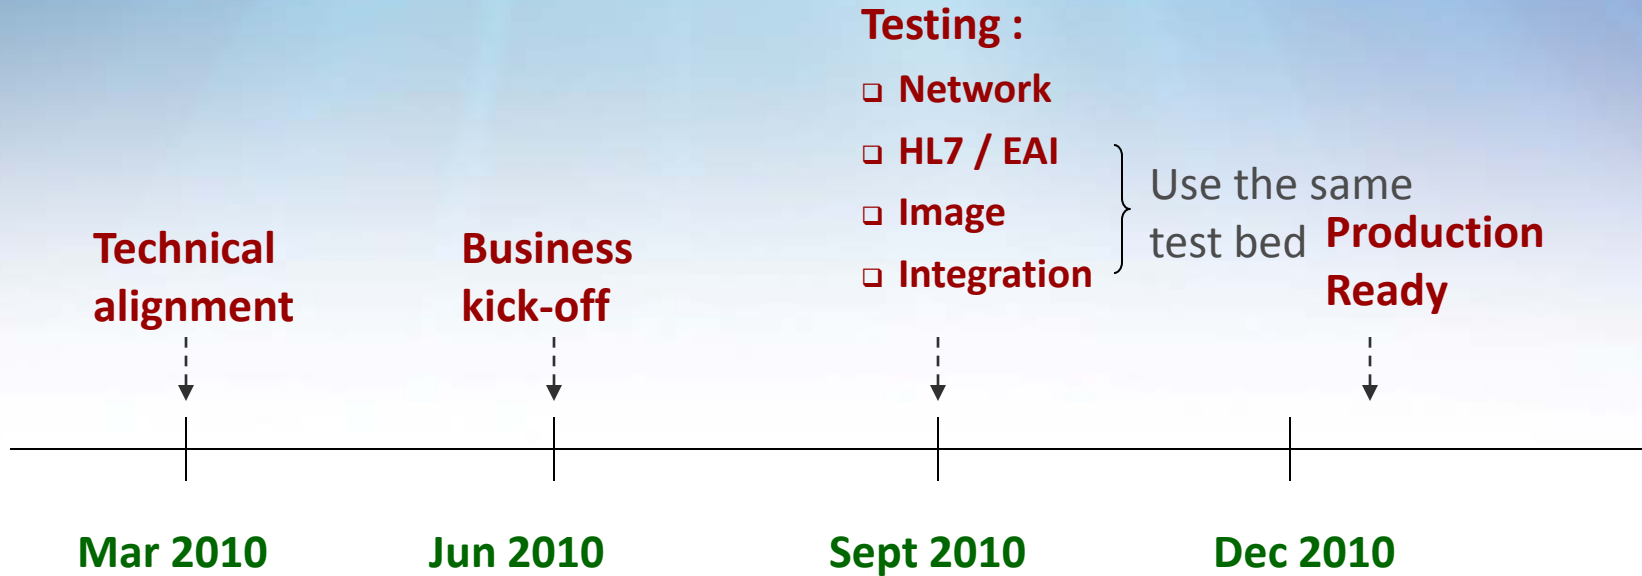 Testing :
❑ Network
❑ HL7 / EAI
❑ Image
❑ Integration
Use the same
test bed
Technical
alignment
Business
kick-off
Production
Ready
Mar 2010
Jun 2010
Sept 2010
Dec 2010